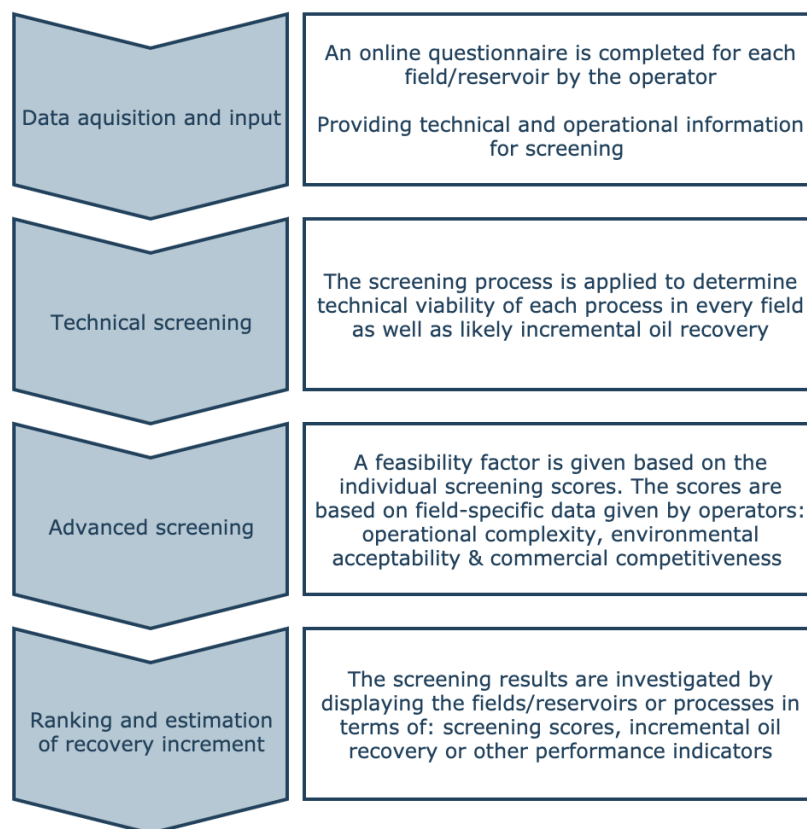 Data aquisition and input
An online questionnaire is completed for each
field/reservoir by the operator
Providing technical and operational information
for screening
Technical screening
The screening process is applied to determine
technical viability of each process in every field
as well as likely incremental oil recovery
Advanced screening
A feasibility factor is given based on the
individual screening scores. The scores are
based on field-specific data given by operators:
operational complexity, environmental
acceptability & commercial competitiveness
Ranking and estimation
of recovery increment
The screening results are investigated by
displaying the fields/reservoirs or processes in
terms of: screening scores, incremental oil
recovery or other performance indicators